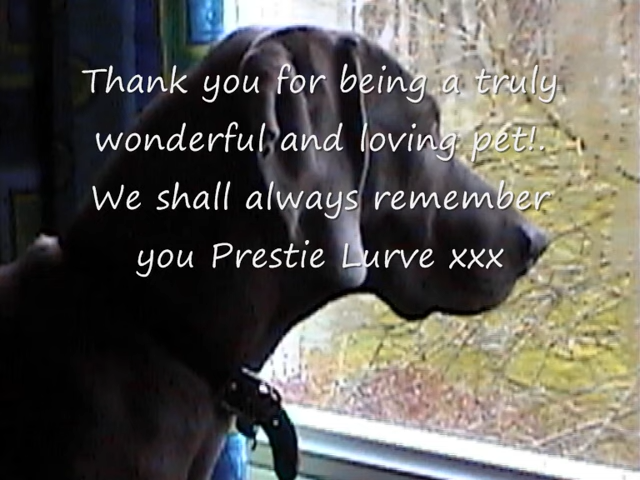 Thank you for being a truly
wonderful and loving pet!.
We shall always remember
you Prestie Lurve xxx